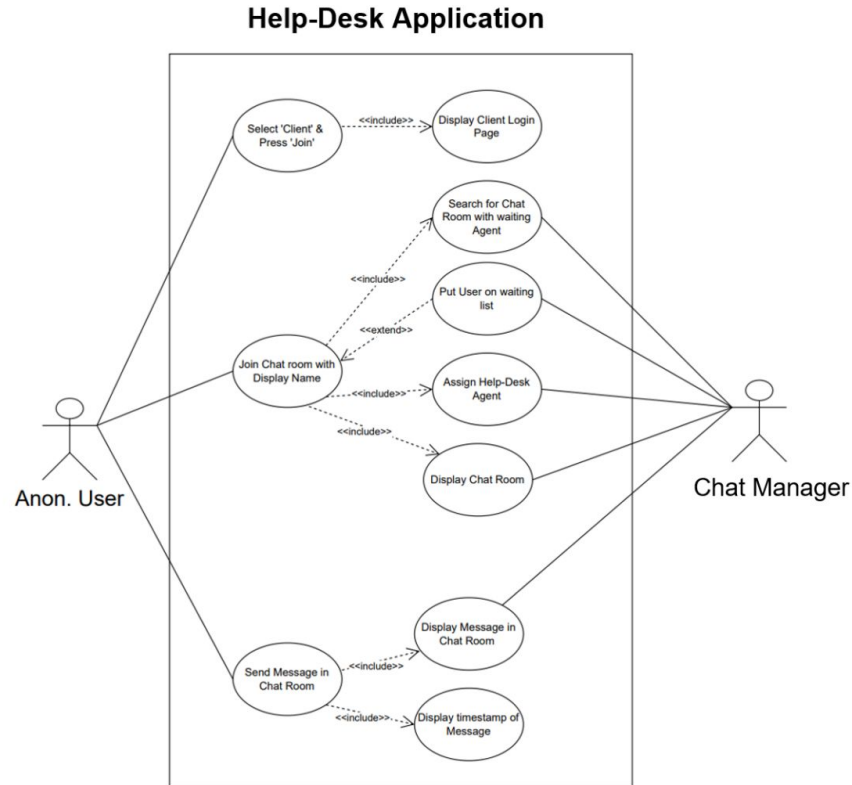 Help-Desk Application
Select 'Client' &
Press 'Join'
<<include>>
Display Client Login
Page
Search for Chat
Room with waiting
Agent
<<include>>
Put User on waiting
list
<<extend>>
Join Chat room with
Display Name
<<include>>
Assign Help-Desk
Agent
<<include>>
Display Chat Room
Anon. User
Chat Manager
Display Message in
Chat Room
Send Message in
Chat Room
<<include>>
<<include>>
Display timestamp of
Message